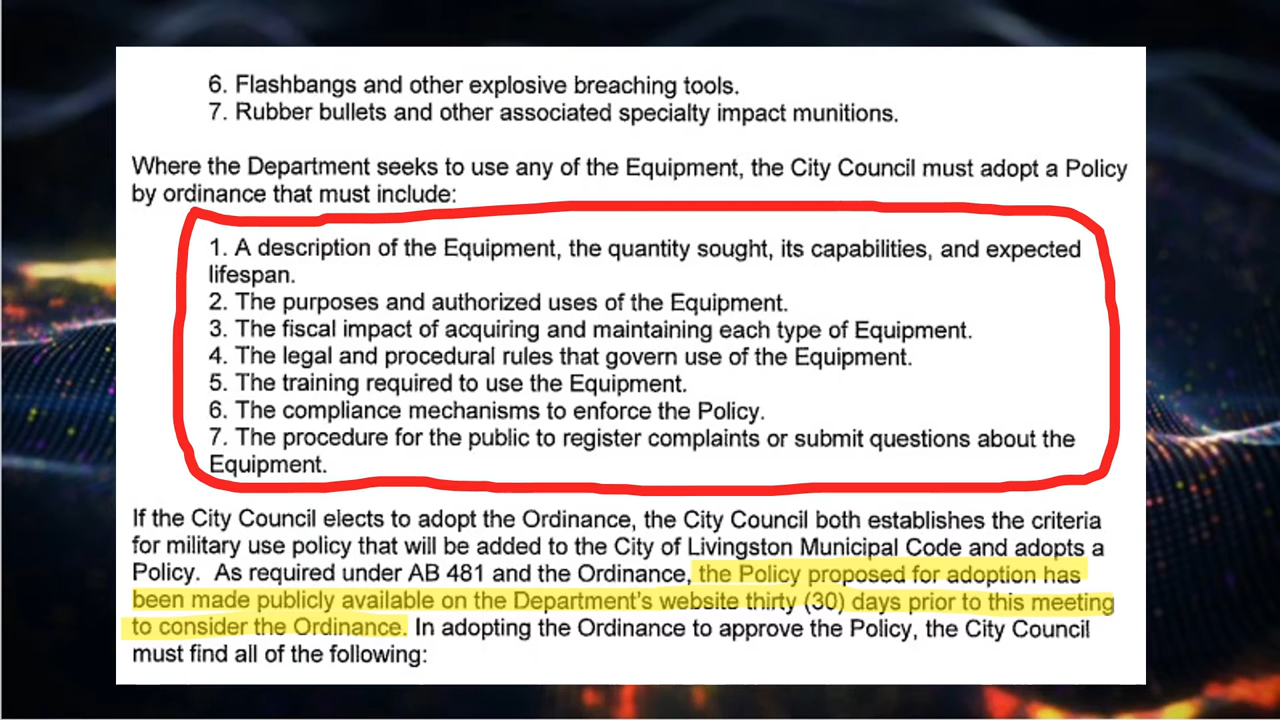 6. Flashbangs and other explosive breaching tools.
7. Rubber bullets and other associated specialty impact munitions.
Where the Department seeks to use any of the Equipment, the City Council must adopt a Policy
by ordinance that must include:
1. A description of the Equipment, the quantity sought, its capabilities, and expected
lifespan.
2. The purposes and authorized uses of the Equipment.
3. The fiscal impact of acquiring and maintaining each type of Equipment.
4. The legal and procedural rules that govern use of the Equipment.
5. The training required to use the Equipment.
6. The compliance mechanisms to enforce the Policy.
7. The procedure for the public to register complaints or submit questions about the
Equipment.
If the City Council elects to adopt the Ordinance, the City Council both establishes the criteria
for military use policy that will be added to the City of Livingston Municipal Code and adopts a
Policy. As required under AB 481 and the Ordinance, the Policy proposed for adoption has
been made publicly available on the Department's website thirty (30) days prior to this meeting
to consider the Ordinance. In adopting the Ordinance to approve the Policy, the City Council
must find all of the following: